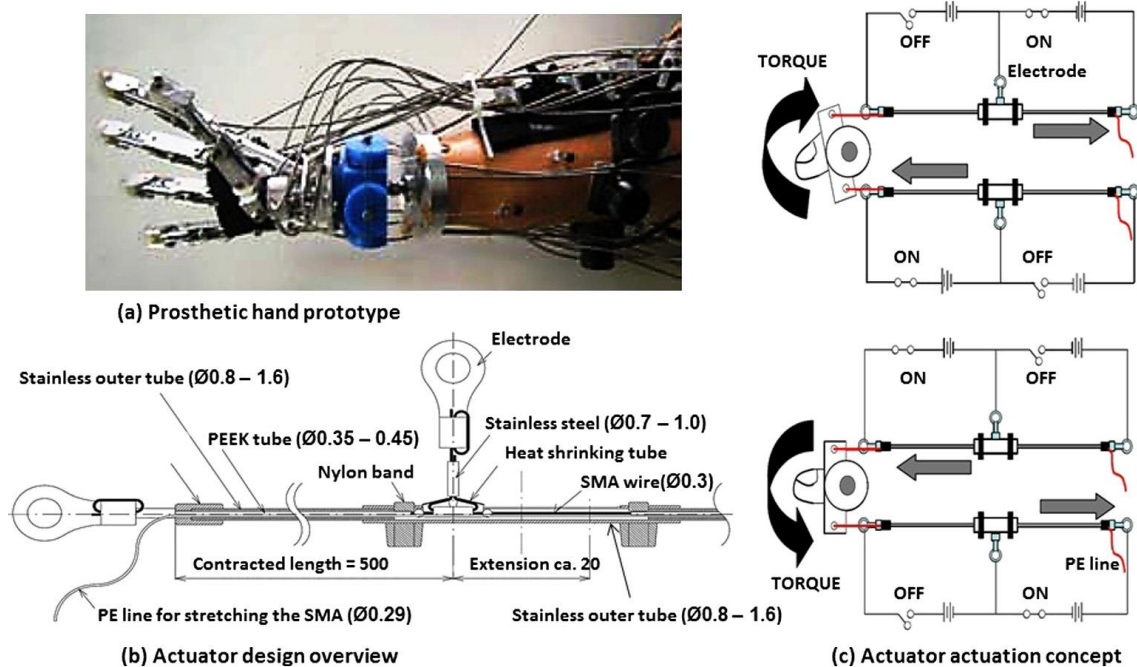 (a) Prosthetic hand prototype
Electrode
Stainless outer tube (Ø0.8 – 1.6)
Stainless steel (Ø0.7 – 1.0)
PEEK tube (Ø0.35 – 0.45)
Heat shrinking tube
Nylon band
SMA wire(Ø0.3)
Contracted length = 500
Extension ca. 20
PE line for stretching the SMA (Ø0.29)
Stainless outer tube (Ø0.8 – 1.6)
(b) Actuator design overview
OFF
ON
TORQUE
Electrode
ON
OFF
ON
OFF
PE line
TORQUE
OFF
ON
(c) Actuator actuation concept